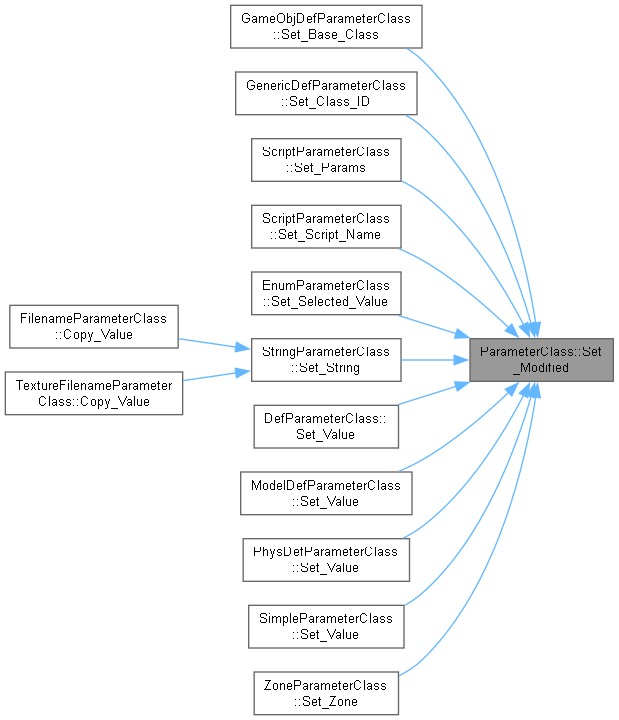 GameObjDefParameterClass
::Set_Base_Class
GenericDefParameterClass
::Set_Class_ID
ScriptParameterClass
::Set_Params
ScriptParameterClass
::Set_Script_Name
EnumParameterClass
::Set_Selected_Value
FilenameParameterClass
::Copy_Value
StringParameterClass
::Set_String
ParameterClass::Set
_Modified
TextureFilenameParameter
Class::Copy_Value
DefParameterClass::
Set_Value
ModelDefParameterClass
::Set_Value
PhysDefParameterClass
::Set_Value
SimpleParameterClass
::Set_Value
ZoneParameterClass
::Set_Zone